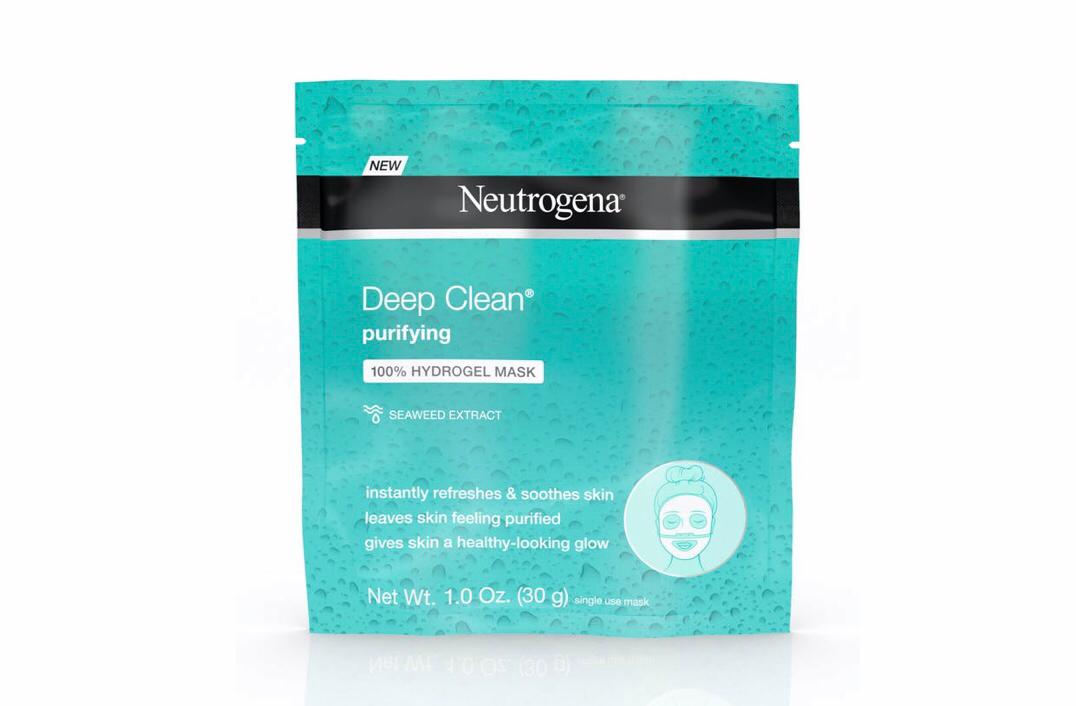 NEW
Neutrogena®
Deep Clean®
purifying
100% HYDROGEL MASK
SEAWEED EXTRACT
instantly refreshes & soothes skin
leaves skin feeling purified
gives skin a healthy-looking glow
Net Wt. 1.0 Oz. (30 g) single use mask